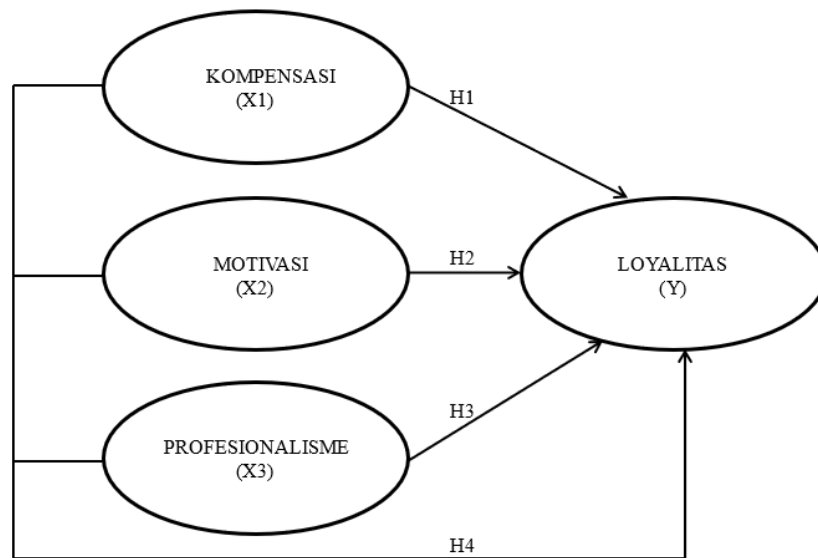 KOMPENSASI
(X1)
H1
MOTIVASI
(X2)
H2
LOYALITAS
(Y)
PROFESIONALISME
(X3)
H3
H4